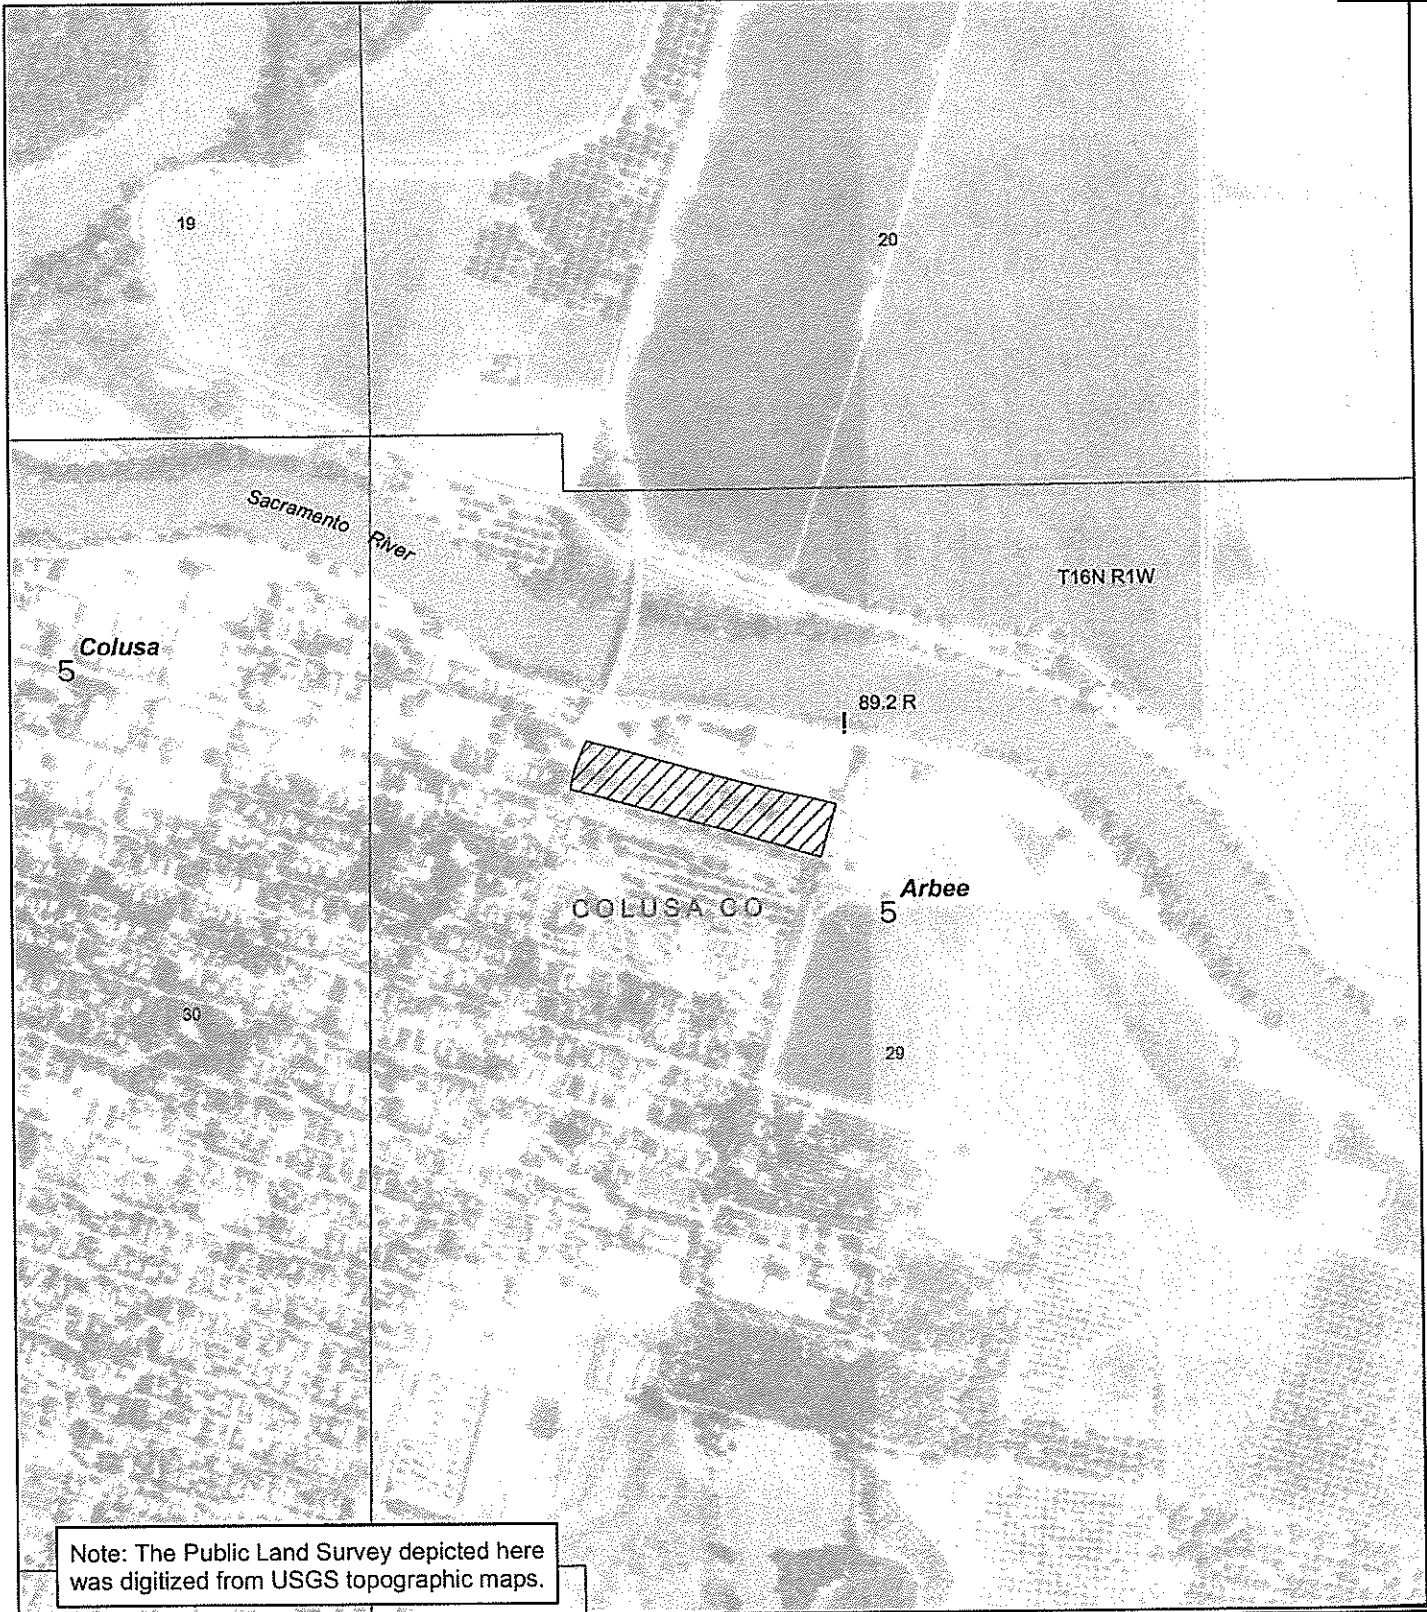 19
20
Sacramento River
T16N R1W
Colusa
5
89.2 R
Arbee
5
COLUSA CO
30
29
Note: The Public Land Survey depicted here
was digitized from USGS topographic maps.